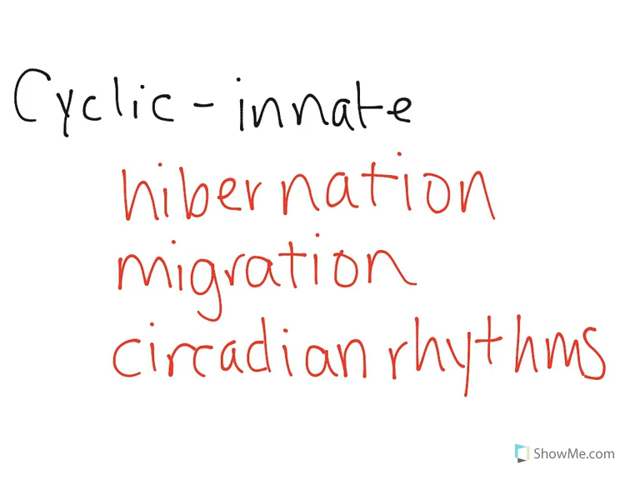 Cyclic - innate
hibernation
migration
circadian rhythms
ShowMe.com